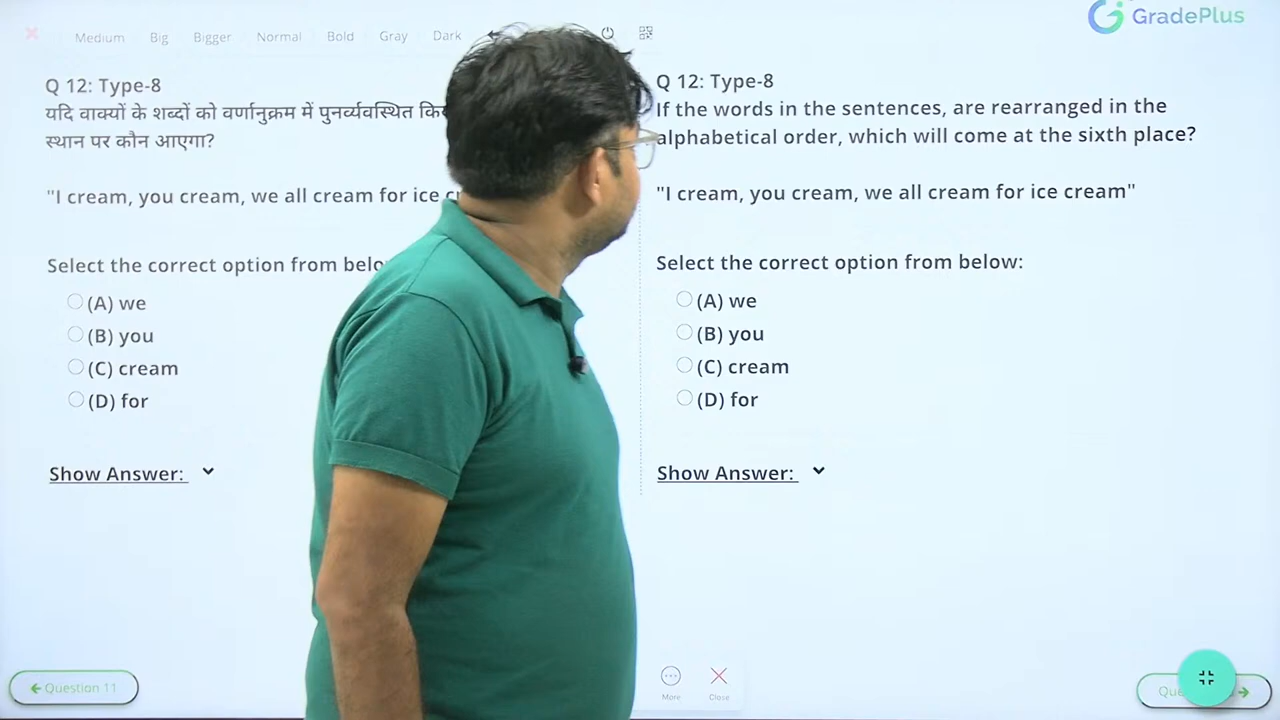 Medium Big Bigger Normal Bold Gray Dark
GradePlus
Q 12: Type-8
यदि वाक्यों के शब्दों को वर्णानुक्रम में पुनर्व्यवस्थित
स्थान पर कौन आएगा?
"I cream, you cream, we all cream for ice
Select the correct option from
(A) we
(B) you
(C) cream
(D) for
Show Answer:
Q 12: Type-8
If the words in the sentences, are rearranged in the
alphabetical order, which will come at the sixth place?
"I cream, you cream, we all cream for ice cream"
Select the correct option from below:
(A) we
(B) you
(C) cream
(D) for
Show Answer:
Question 11
More Close